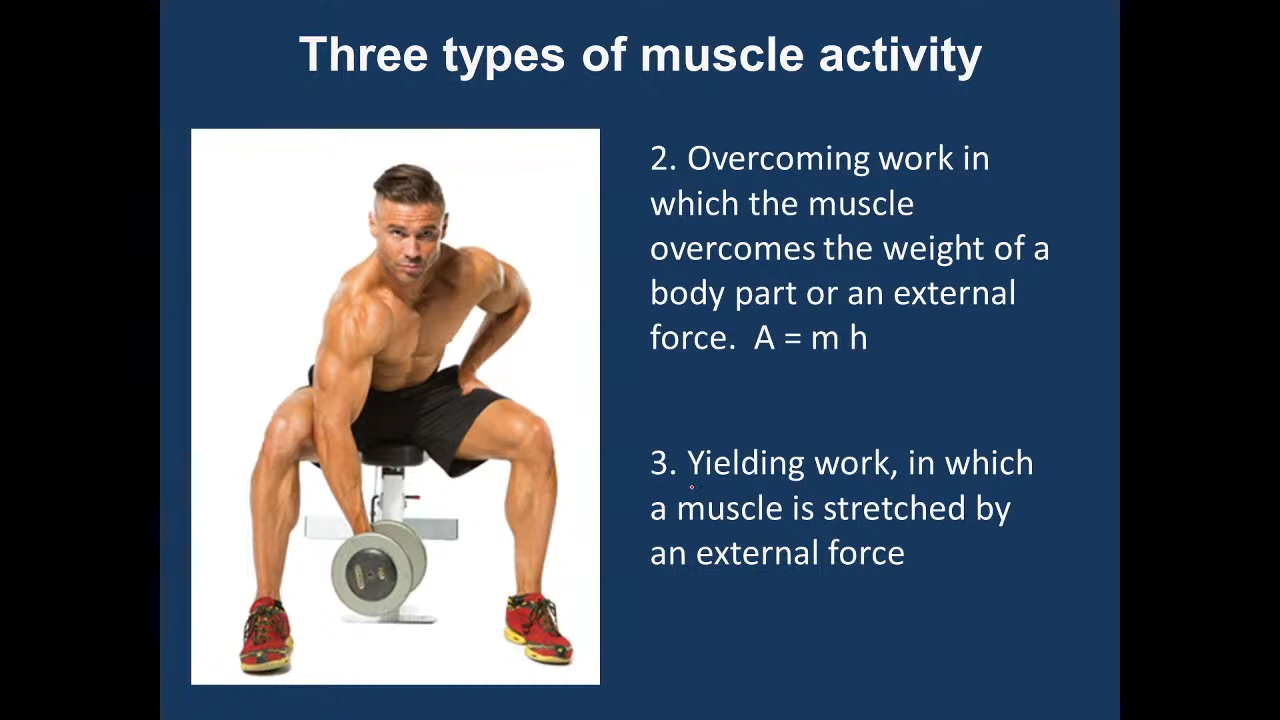 Three types of muscle activity
2. Overcoming work in
which the muscle
overcomes the weight of a
body part or an external
force.  A = m h
3. Yielding work, in which
a muscle is stretched by
an external force